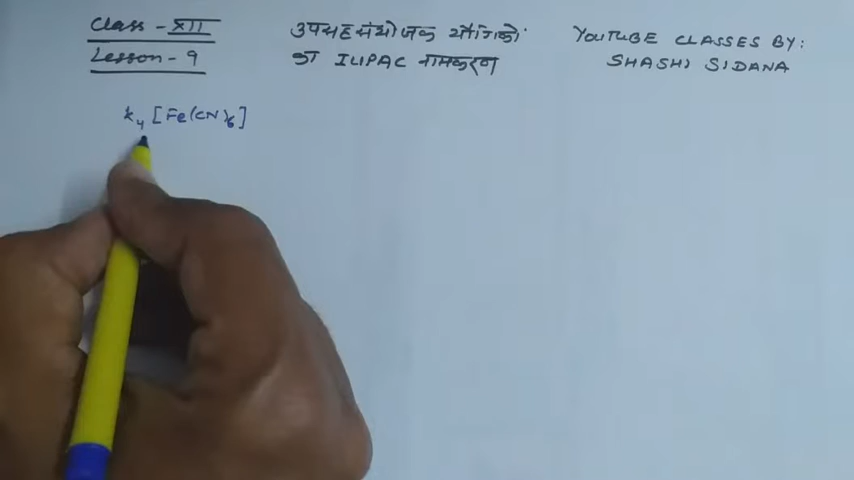 Class - XII
Lesson - 9
उपसहसंयोजक यौगिको
का IUPAC नामकरण
YOUTUBE CLASSES BY:
SHASHI SIDANA
K4 [Fe(CN)6]